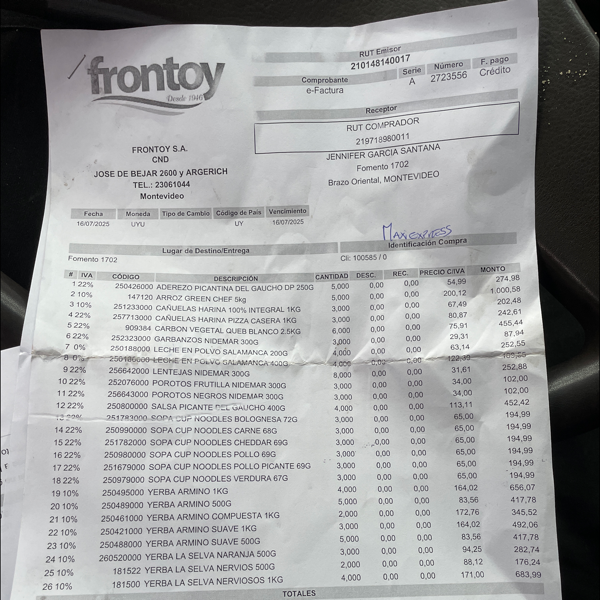 frontoy
Desde 1946
RUT Emisor
210148140017
Comprobante Serie Número F. pago
e-Factura A 2723556 Crédito
Receptor
RUT COMPRADOR
219718980011
JENNIFER GARCIA SANTANA
Fomento 1702
Brazo Oriental, MONTEVIDEO
FRONTOY S.A.
CND
JOSE DE BEJAR 2600 y ARGERICH
TEL.: 23061044
Montevideo
Fecha Moneda Tipo de Cambio Código de País Vencimiento
16/07/2025 UYU UY 16/07/2025
MAXEXPRESS
Lugar de Destino/Entrega Identificación Compra
Fomento 1702 Cli: 100585 / 0
# IVA CÓDIGO DESCRIPCIÓN CANTIDAD DESC. REC. PRECIO C/IVA MONTO
1 22% 250426000 ADEREZO PICANTINA DEL GAUCHO DP 250G 5,000 0,00 0,00 54,99 274,98
2 10% 147120 ARROZ GREEN CHEF 5kg 5,000 0,00 0,00 200,12 1.000,58
3 10% 251233000 CAÑUELAS HARINA 100% INTEGRAL 1KG 3,000 0,00 0,00 67,49 202,48
4 22% 257713000 CAÑUELAS HARINA PIZZA CASERA 1KG 3,000 0,00 0,00 80,87 242,61
5 22% 909384 CARBON VEGETAL QUEB BLANCO 2.5KG 6,000 0,00 0,00 75,91 455,44
6 22% 252323000 GARBANZOS NIDEMAR 300G 3,000 0,00 0,00 29,31 87,94
7 0% 250188000 LECHE EN POLVO SALAMANCA 200G 4,000 0,00 0,00 63,14 252,55
8 0% 250186000 LECHE EN POLVO SALAMANCA 400G 4,000 0,00 0,00 122,39
9 22% 256642000 LENTEJAS NIDEMAR 300G 8,000 0,00 0,00 31,61 252,88
10 22% 252076000 POROTOS FRUTILLA NIDEMAR 300G 3,000 0,00 0,00 34,00 102,00
11 22% 256643000 POROTOS NEGROS NIDEMAR 300G 3,000 0,00 0,00 34,00 102,00
12 22% 250800000 SALSA PICANTE DEL GAUCHO 400G 4,000 0,00 0,00 113,11 452,42
13 22% 251783000 SOPA CUP NOODLES BOLOGNESA 72G 3,000 0,00 0,00 65,00 194,99
14 22% 250990000 SOPA CUP NOODLES CARNE 68G 3,000 0,00 0,00 65,00 194,99
15 22% 251782000 SOPA CUP NOODLES CHEDDAR 69G 3,000 0,00 0,00 65,00 194,99
16 22% 250980000 SOPA CUP NOODLES POLLO 69G 3,000 0,00 0,00 65,00 194,99
17 22% 251679000 SOPA CUP NOODLES POLLO PICANTE 69G 3,000 0,00 0,00 65,00 194,99
18 22% 250979000 SOPA CUP NOODLES VERDURA 67G 3,000 0,00 0,00 65,00 194,99
19 10% 250495000 YERBA ARMINO 1KG 4,000 0,00 0,00 164,02 656,07
20 10% 250489000 YERBA ARMINO 500G 5,000 0,00 0,00 83,56 417,78
21 10% 250461000 YERBA ARMINO COMPUESTA 1KG 2,000 0,00 0,00 172,76 345,52
22 10% 250421000 YERBA ARMINO SUAVE 1KG 3,000 0,00 0,00 164,02 492,06
23 10% 250488000 YERBA ARMINO SUAVE 500G 5,000 0,00 0,00 83,56 417,78
24 10% 260520000 YERBA LA SELVA NARANJA 500G 3,000 0,00 0,00 94,25 282,74
25 10% 181522 YERBA LA SELVA NERVIOS 500G 2,000 0,00 0,00 88,12 176,24
26 10% 181500 YERBA LA SELVA NERVIOSOS 1KG 4,000 0,00 0,00 171,00 683,99
TOTALES